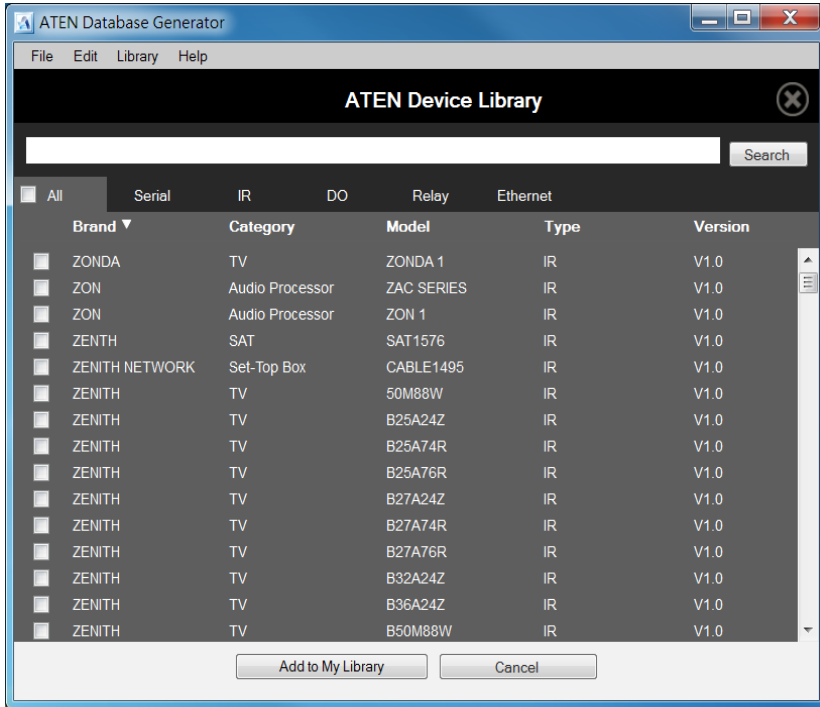 ATEN Database Generator
File Edit Library Help
ATEN Device Library
Search
All Serial IR DO Relay Ethernet
Brand Category Model Type Version
ZONDA TV ZONDA 1 IR V1.0
ZON Audio Processor ZAC SERIES IR V1.0
ZON Audio Processor ZON 1 IR V1.0
ZENTH SAT SAT1576 IR V1.0
ZENITH NETWORK Set-Top Box CABLE1495 IR V1.0
ZENITH TV 50M88W IR V1.0
ZENITH TV B25A24Z IR V1.0
ZENITH TV B25A74R IR V1.0
ZENITH TV B25A76R IR V1.0
ZENITH TV B27A24Z IR V1.0
ZENITH TV B27A74R IR V1.0
ZENITH TV B27A76R IR V1.0
ZENITH TV B32A24Z IR V1.0
ZENITH TV B36A24Z IR V1.0
ZENITH TV B50M88W IR V1.0
Add to My Library Cancel